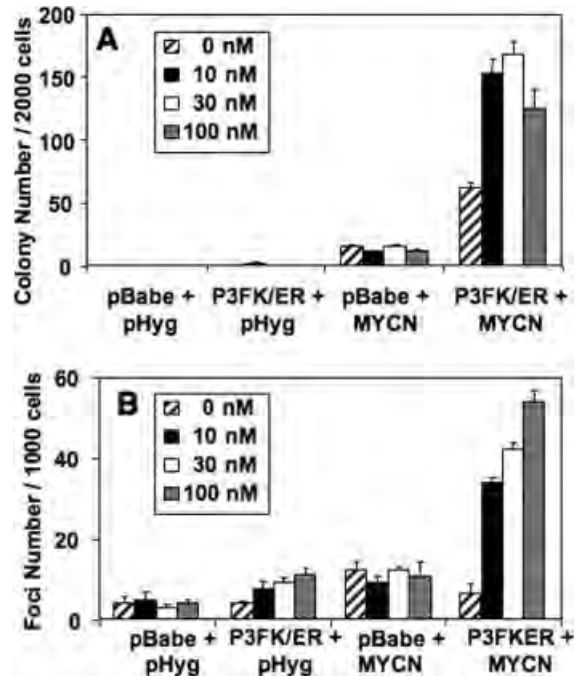 A
Colony Number / 2000 cells
200
150
100
50
0
0 nM
10 nM
30 nM
100 nM
pBabe + pHyg
P3FK/ER + pHyg
pBabe + MYCN
P3FK/ER + MYCN
B
Foci Number / 1000 cells
60
40
20
0
0 nM
10 nM
30 nM
100 nM
pBabe + pHyg
P3FK/ER + pHyg
pBabe + MYCN
P3FKER + MYCN